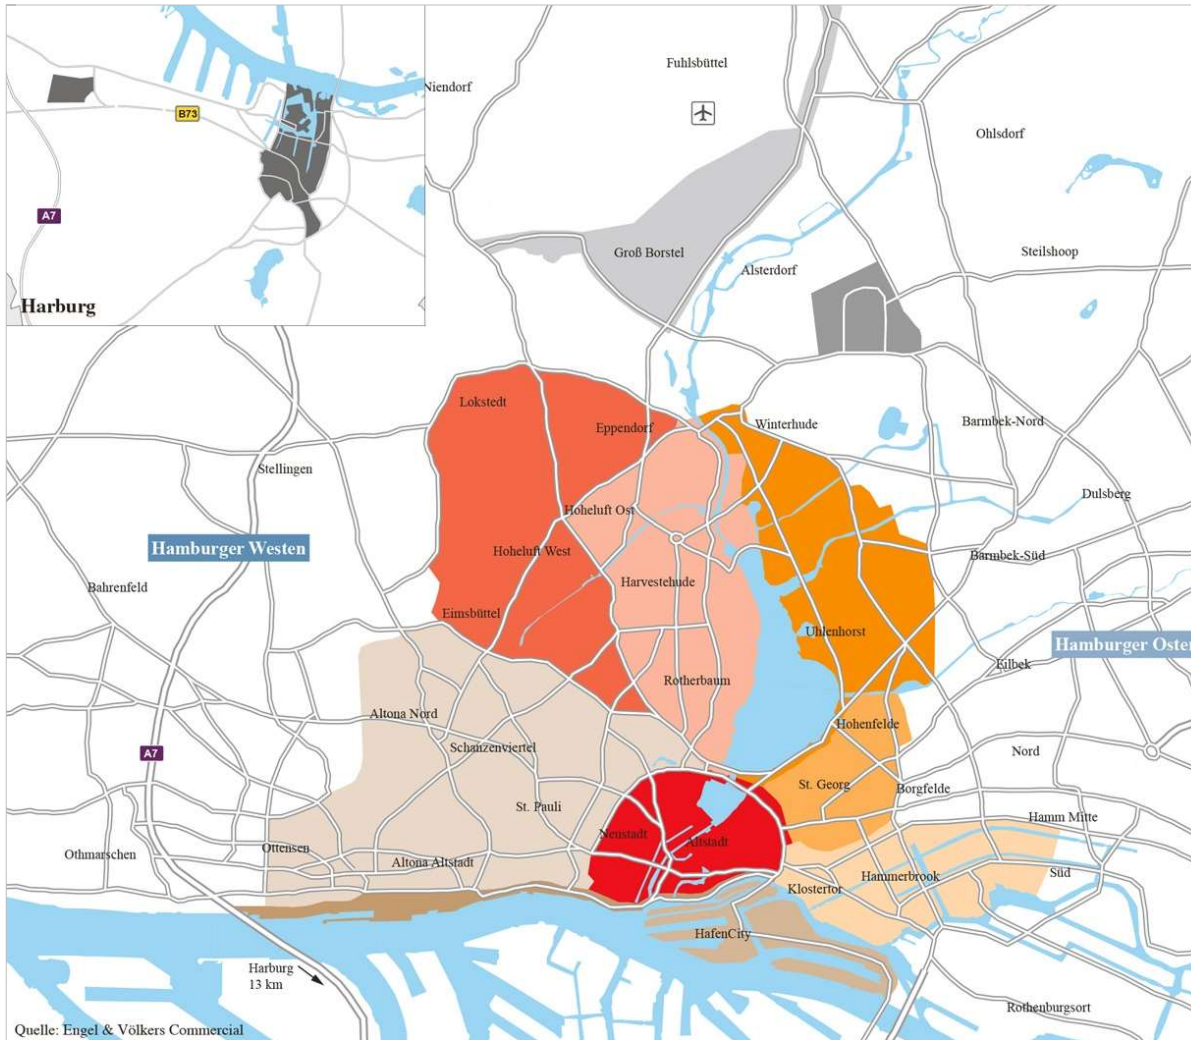 Fuhlsbüttel
Niendorf
B73
Ohlsdorf
A7
Groß Borstel
Steilshoop
Alsterdorf
Harburg
Lokstedt
Eppendorf
Winterhude
Barmbek-Nord
Stellingen
Dulsberg
Hoheluft Ost
Hamburger Westen
Hoheluft West
Barmbek-Süd
Bahrenfeld
Harvestehude
Eimsbüttel
Uhlenhorst
Hamburger Osten
Eilbek
Rotherbaum
Altona Nord
Hohenfelde
Schanzenviertel
Nord
A7
St. Georg
Borgfelde
St. Pauli
Hamm Mitte
Neustadt
Altstadt
Othmarschen
Ottensen
Altona Altstadt
Hammerbrook
Süd
Klostertor
HafenCity
Harburg
13 km
Rothenburgsort
Quelle: Engel & Völkers Commercial